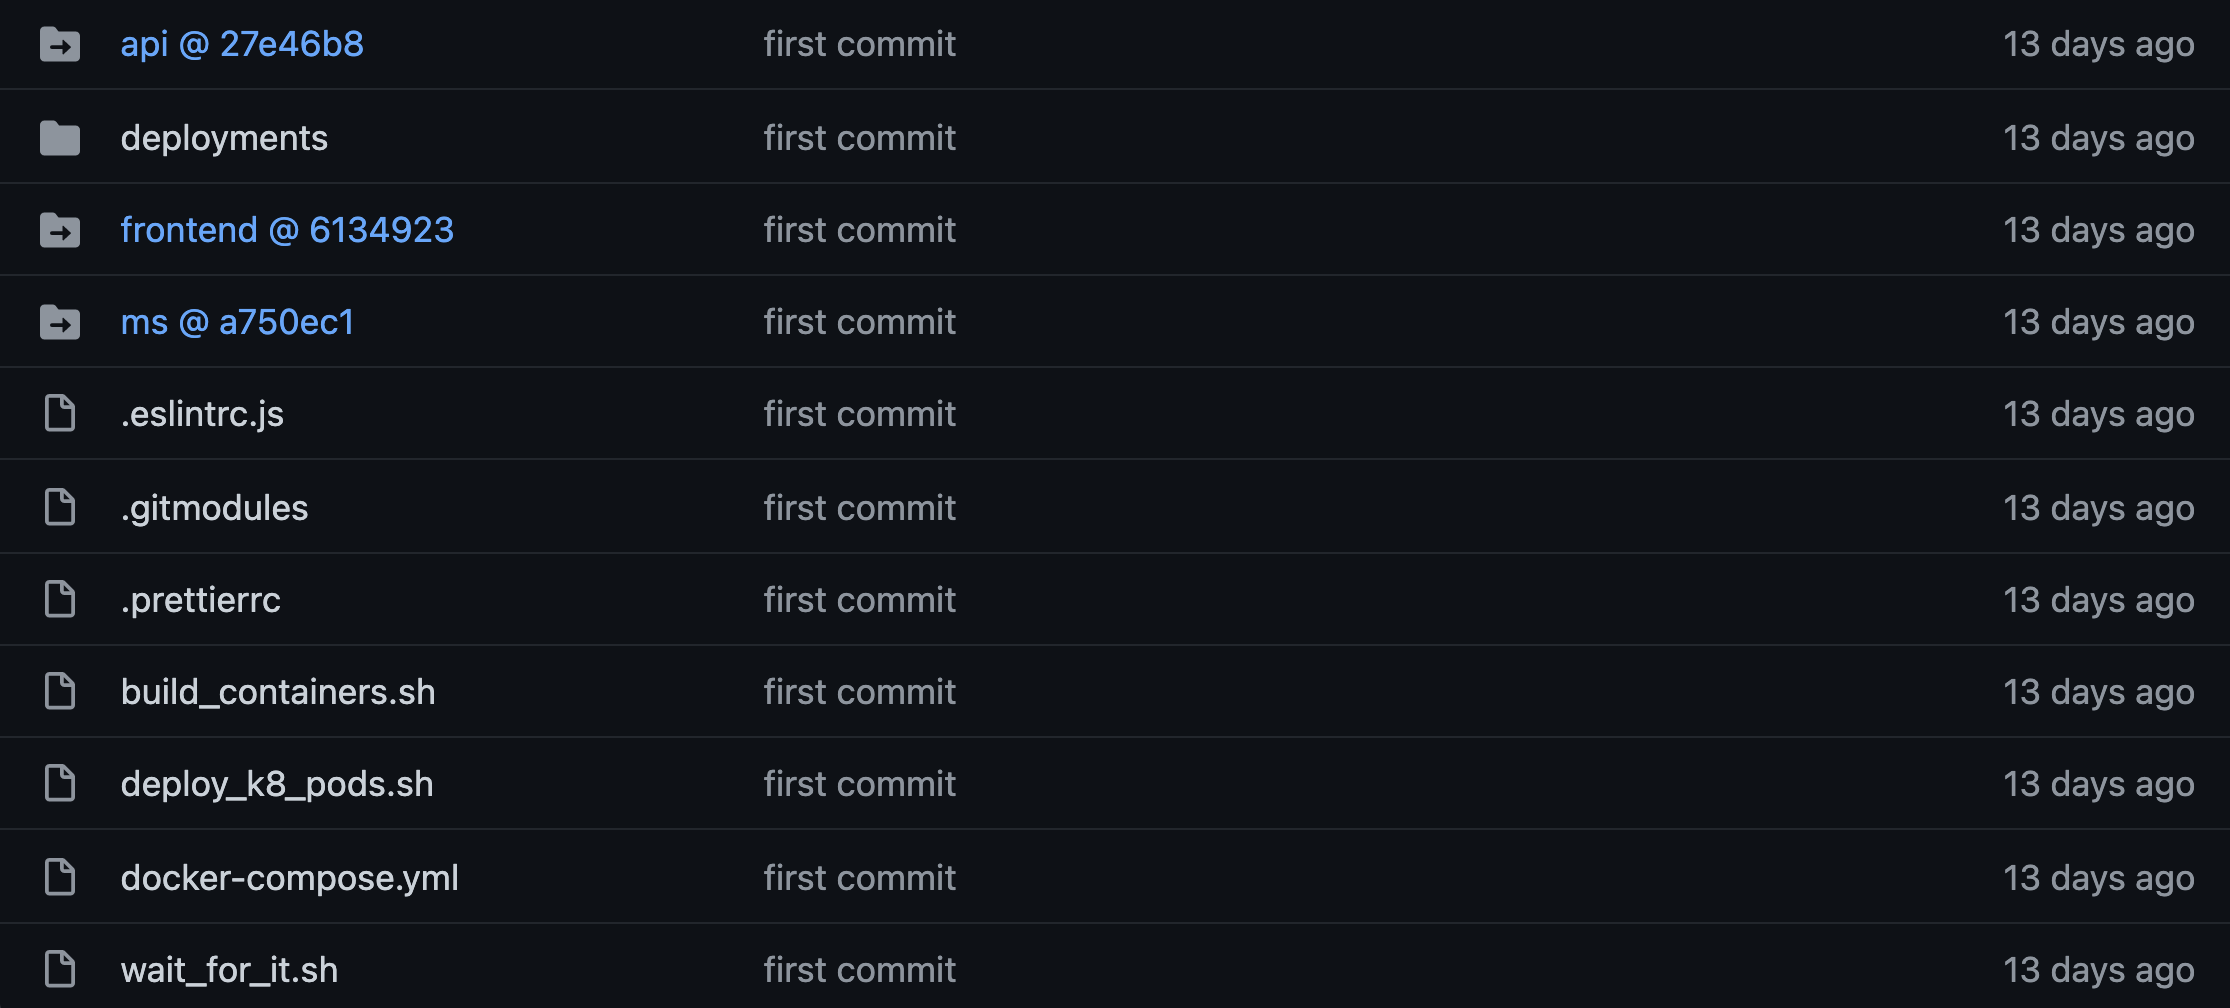 api @ 27e46b8 first commit 13 days ago
deployments first commit 13 days ago
frontend @ 6134923 first commit 13 days ago
ms @ a750ec1 first commit 13 days ago
.eslintrc.js first commit 13 days ago
.gitmodules first commit 13 days ago
.prettierrc first commit 13 days ago
build_containers.sh first commit 13 days ago
deploy_k8_pods.sh first commit 13 days ago
docker-compose.yml first commit 13 days ago
wait_for_it.sh first commit 13 days ago